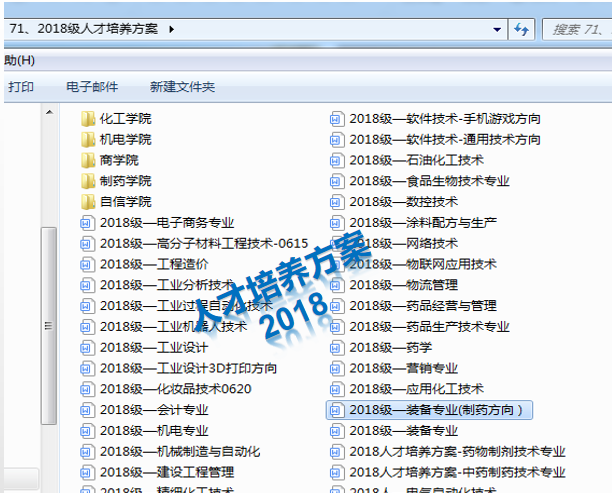 71、2018级人才培养方案
搜索 71、
助(H)
打印 电子邮件 新建文件夹
化工学院
机电学院
商学院
制药学院
自信学院
2018级—电子商务专业
2018级—高分子材料工程技术-0615
2018级—工程造价
2018级—工业分析技术
2018级—工业过程自动化技术
2018级—工业机器人技术
2018级—工业设计
2018级—工业设计3D打印方向
2018级—化妆品技术0620
2018级—会计专业
2018级—机电专业
2018级—机械制造与自动化
2018级—建设工程管理
2018级—精细化工技术
2018级—软件技术-手机游戏方向
2018级—软件技术-通用技术方向
2018级—石油化工技术
2018级—食品生物技术专业
2018级—数控技术
2018级—涂料配方与生产
2018级—网络技术
2018级—物联网应用技术
2018级—物流管理
2018级—药品经营与管理
2018级—药品生产技术专业
2018级—药学
2018级—营销专业
2018级—应用化工技术
2018级—装备专业(制药方向）
2018级—装备专业
2018人才培养方案-药物制剂技术专业
2018人才培养方案-中药制药技术专业
人才培养方案
2018